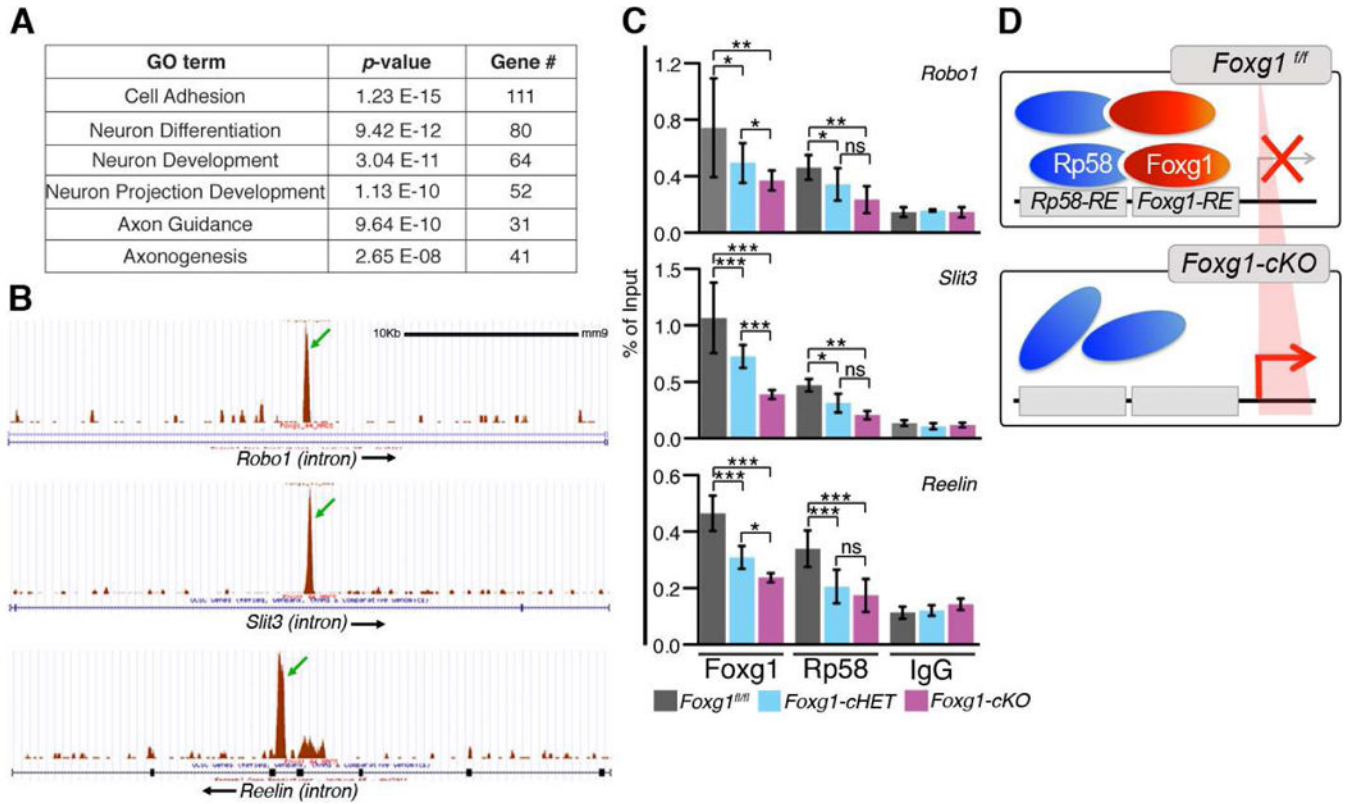 A
GO term p-value Gene #
Cell Adhesion 1.23 E-15 111
Neuron Differentiation 9.42 E-12 80
Neuron Development 3.04 E-11 64
Neuron Projection Development 1.13 E-10 52
Axon Guidance 9.64 E-10 31
Axonogenesis 2.65 E-08 41
B
10Kb mm9
Robo1 (intron)
Slit3 (intron)
Reelin (intron)
C
% of Input
Robo1
1.2
0.8
0.4
0.0
** * * ** * ns
Slit3
1.5
1.0
0.5
0.0
*** *** *** ** * ns
Reelin
0.6
0.4
0.2
0.0
*** *** * *** *** ns
Foxg1 Rp58 IgG
Foxg1fl/fl Foxg1-cHET Foxg1-cKO
D
Foxg1 f/f
Rp58 Foxg1
Rp58-RE Foxg1-RE
Foxg1-cKO